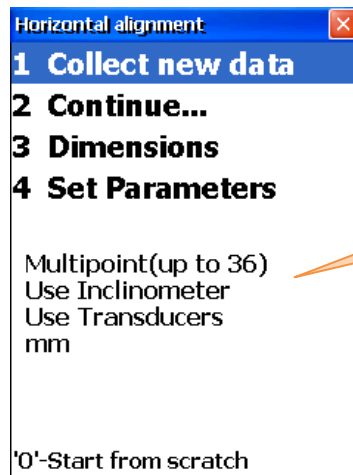 Horizontal alignment
1 Collect new data
2 Continue...
3 Dimensions
4 Set Parameters
Multipoint(up to 36)
Use Inclinometer
Use Transducers
mm
'0'-Start from scratch